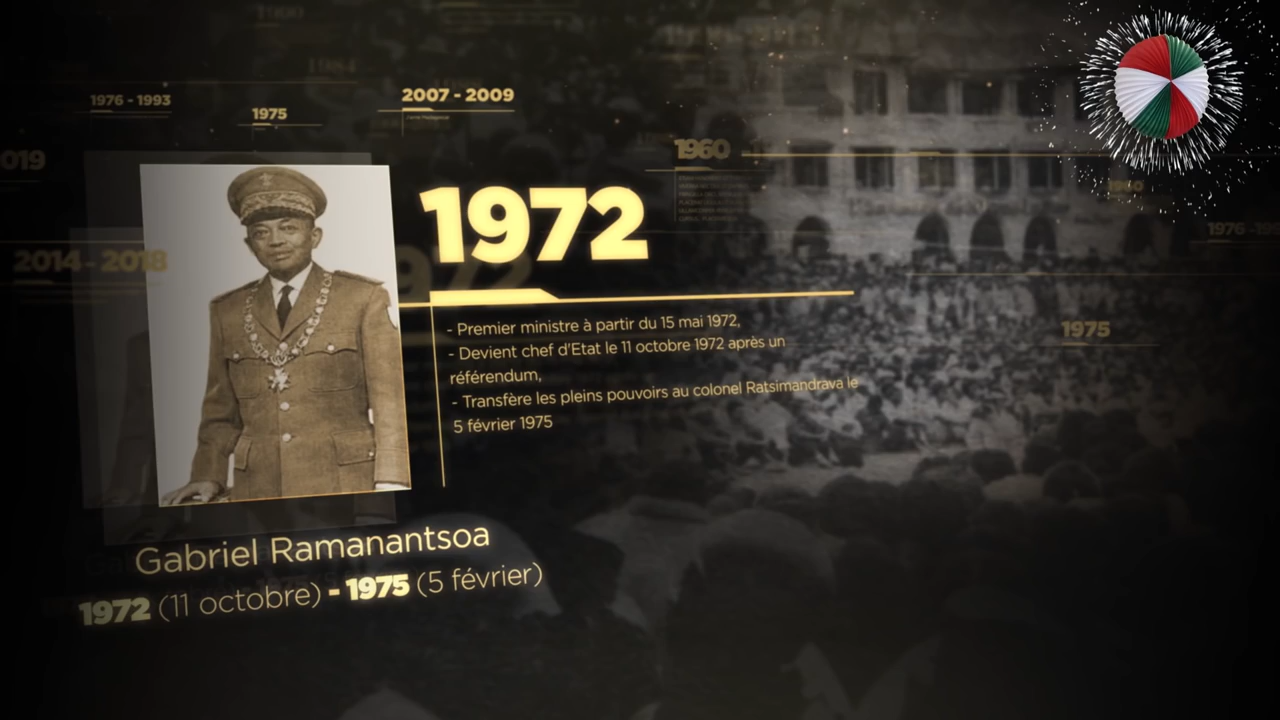 1976 - 1993
1975
2007 - 2009
019
1960
2014 - 2018
1972
- Premier ministre à partir du 15 mai 1972,
- Devient chef d'Etat le 11 octobre 1972 après un
référendum,
- Transfère les pleins pouvoirs au colonel Ratsimandrava le
5 février 1975
1975
Gabriel Ramanantsoa
1972 (11 octobre) - 1975 (5 février)